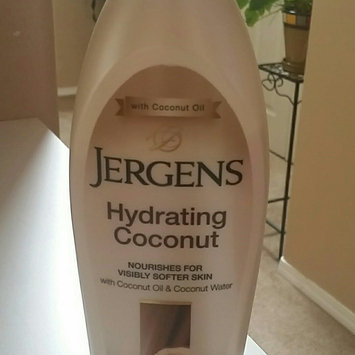 with Coconut Oil
JERGENS
Hydrating
Coconut
NOURISHES FOR
VISIBLY SOFTER SKIN
with Coconut Oil & Coconut Water